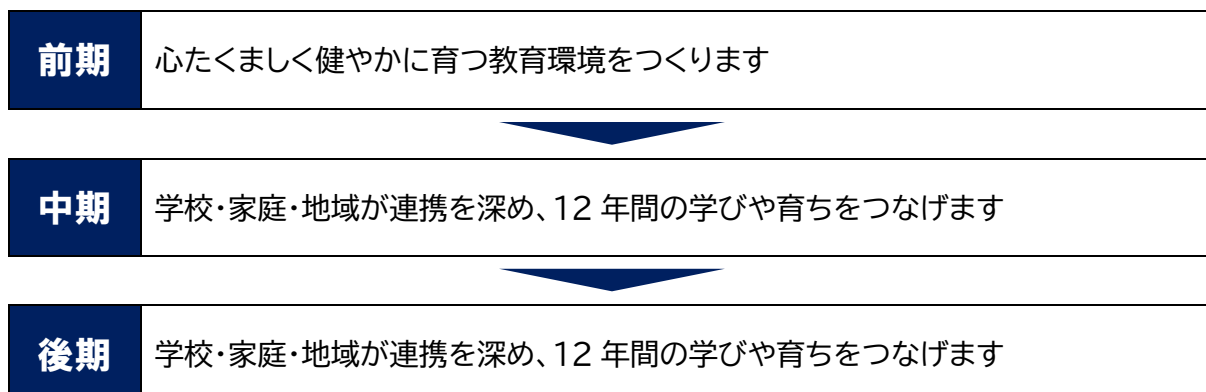 前期 心たくましく健やかに育つ教育環境をつくります
中期 学校・家庭・地域が連携を深め、12 年間の学びや育ちをつなげます
後期 学校・家庭・地域が連携を深め、12 年間の学びや育ちをつなげます